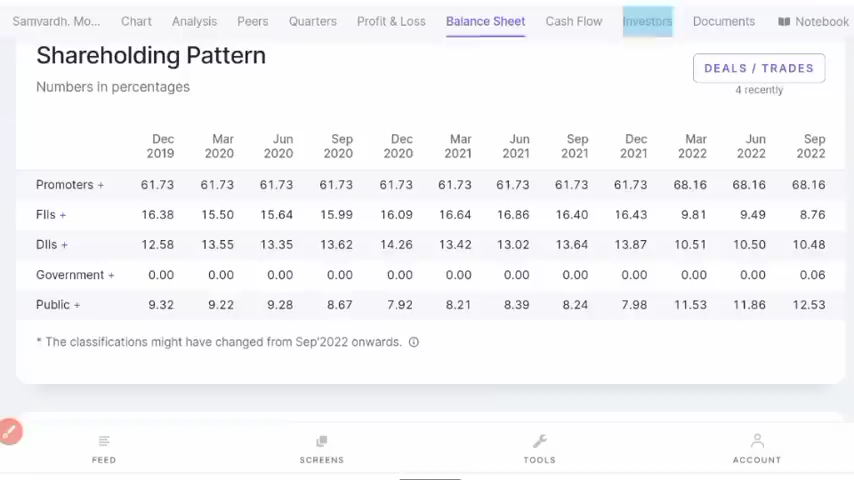 Samvardh. Mo... Chart Analysis Peers Quarters Profit & Loss Balance Sheet Cash Flow Investors Documents Notebook
Shareholding Pattern
DEALS / TRADES
Numbers in percentages
4 recently
Dec 2019 Mar 2020 Jun 2020 Sep 2020 Dec 2020 Mar 2021 Jun 2021 Sep 2021 Dec 2021 Mar 2022 Jun 2022 Sep 2022
Promoters + 61.73 61.73 61.73 61.73 61.73 61.73 61.73 61.73 61.73 68.16 68.16 68.16
FIIs + 16.38 15.50 15.64 15.99 16.09 16.64 16.86 16.40 16.43 9.81 9.49 8.76
DIIs + 12.58 13.55 13.35 13.62 14.26 13.42 13.02 13.64 13.87 10.51 10.50 10.48
Government + 0.00 0.00 0.00 0.00 0.00 0.00 0.00 0.00 0.00 0.00 0.00 0.06
Public + 9.32 9.22 9.28 8.67 7.92 8.21 8.39 8.24 7.98 11.53 11.86 12.53
* The classifications might have changed from Sep'2022 onwards.
FEED SCREENS TOOLS ACCOUNT